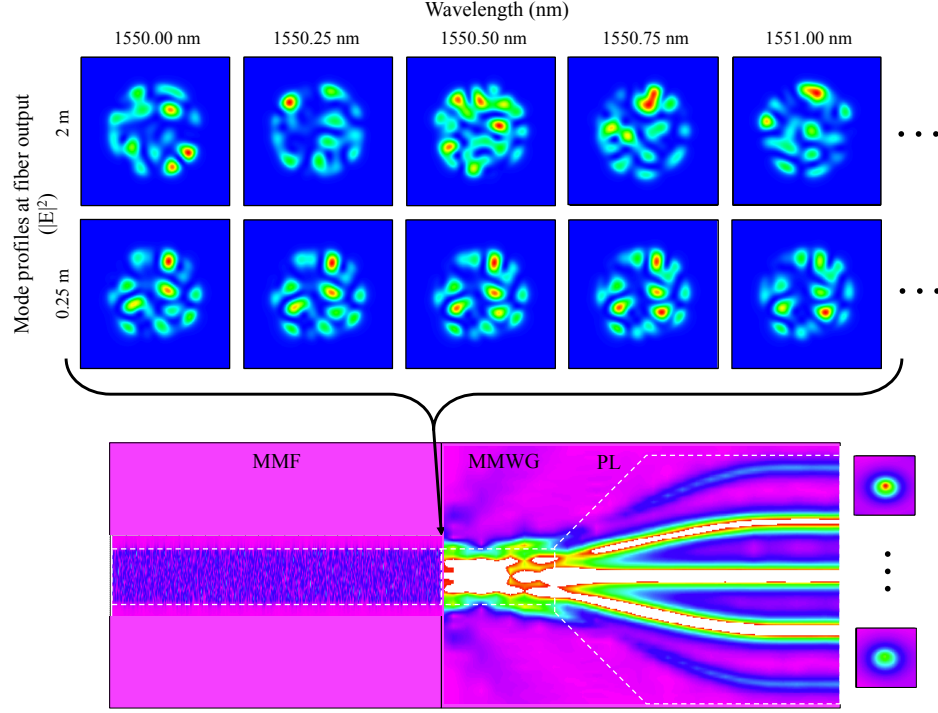 Wavelength (nm)
1550.00 nm 1550.25 nm 1550.50 nm 1550.75 nm 1551.00 nm
Mode profiles at fiber output
(|E|²)
2 m
0.25 m
MMF MMWG PL